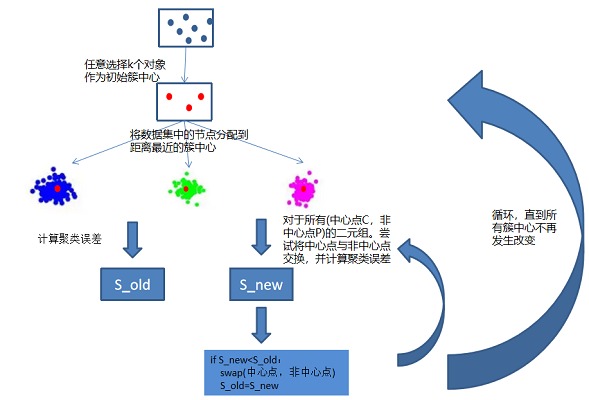 任意选择k个对象
作为初始簇中心
将数据集中的节点分配到
距离最近的簇中心
计算聚类误差
对于所有(中心点C，非
中心点P)的二元组。尝
试将中心点与非中心点
交换，并计算聚类误差
循环，直到所
有簇中心不再
发生改变
S_old
S_new
if S_new<S_old：
swap(中心点，非中心点)
S_old=S_new